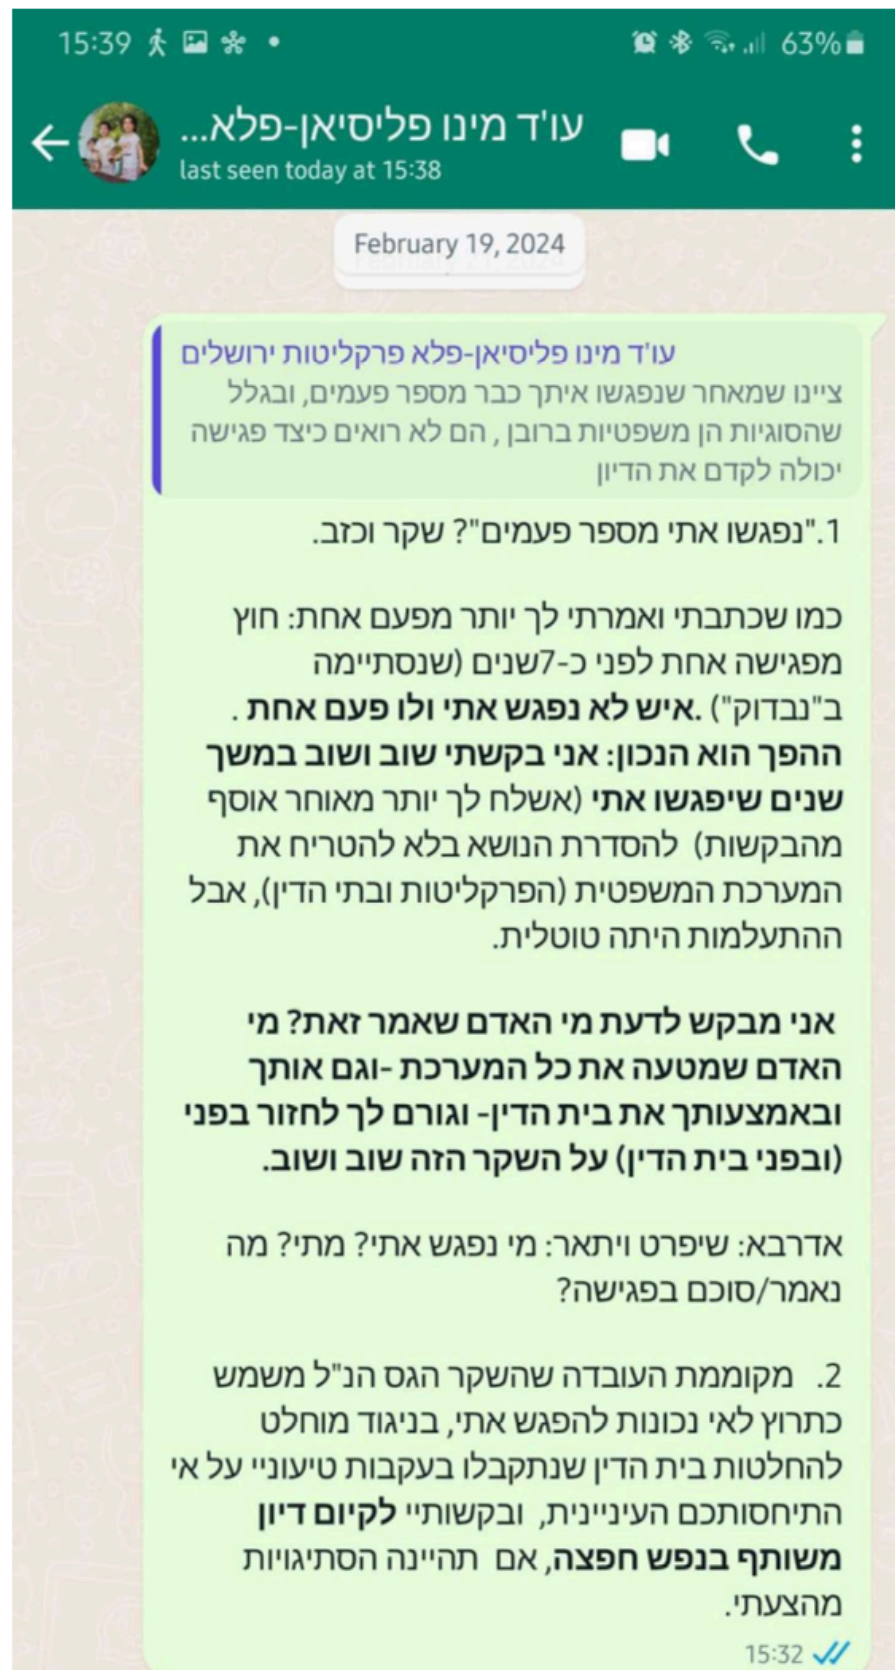 15:39
63%
עו'ד מינו פליסיאן-פלא...
last seen today at 15:38
February 19, 2024
עו'ד מינו פליסיאן-פלא פרקליטות ירושלים
ציינו שמאחר שנפגשו איתך כבר מספר פעמים, ובגלל
שהסוגיות הן משפטיות ברובן , הם לא רואים כיצד פגישה
יכולה לקדם את הדיון
1."נפגשו אתי מספר פעמים"? שקר וכזב.
כמו שכתבתי ואמרתי לך יותר מפעם אחת: חוץ
מפגישה אחת לפני כ-7שנים (שנסתיימה
ב"נבדוק") .איש לא נפגש אתי ולו פעם אחת .
ההפך הוא הנכון: אני בקשתי שוב ושוב במשך
שנים שיפגשו אתי (אשלח לך יותר מאוחר אוסף
מהבקשות) להסדרת הנושא בלא להטריח את
המערכת המשפטית (הפרקליטות ובתי הדין), אבל
ההתעלמות היתה טוטלית.
אני מבקש לדעת מי האדם שאמר זאת? מי
האדם שמטעה את כל המערכת -וגם אותך
ובאמצעותך את בית הדין- וגורם לך לחזור בפני
(ובפני בית הדין) על השקר הזה שוב ושוב.
אדרבא: שיפרט ויתאר: מי נפגש אתי? מתי? מה
נאמר/סוכם בפגישה?
2. מקוממת העובדה שהשקר הגס הנ"ל משמש
כתרוץ לאי נכונות להפגש אתי, בניגוד מוחלט
להחלטות בית הדין שנתקבלו בעקבות טיעוניי על אי
התיחסותכם העיניינית, ובקשותיי לקיום דיון
משותף בנפש חפצה, אם תהיינה הסתיגויות
מהצעתי.
15:32